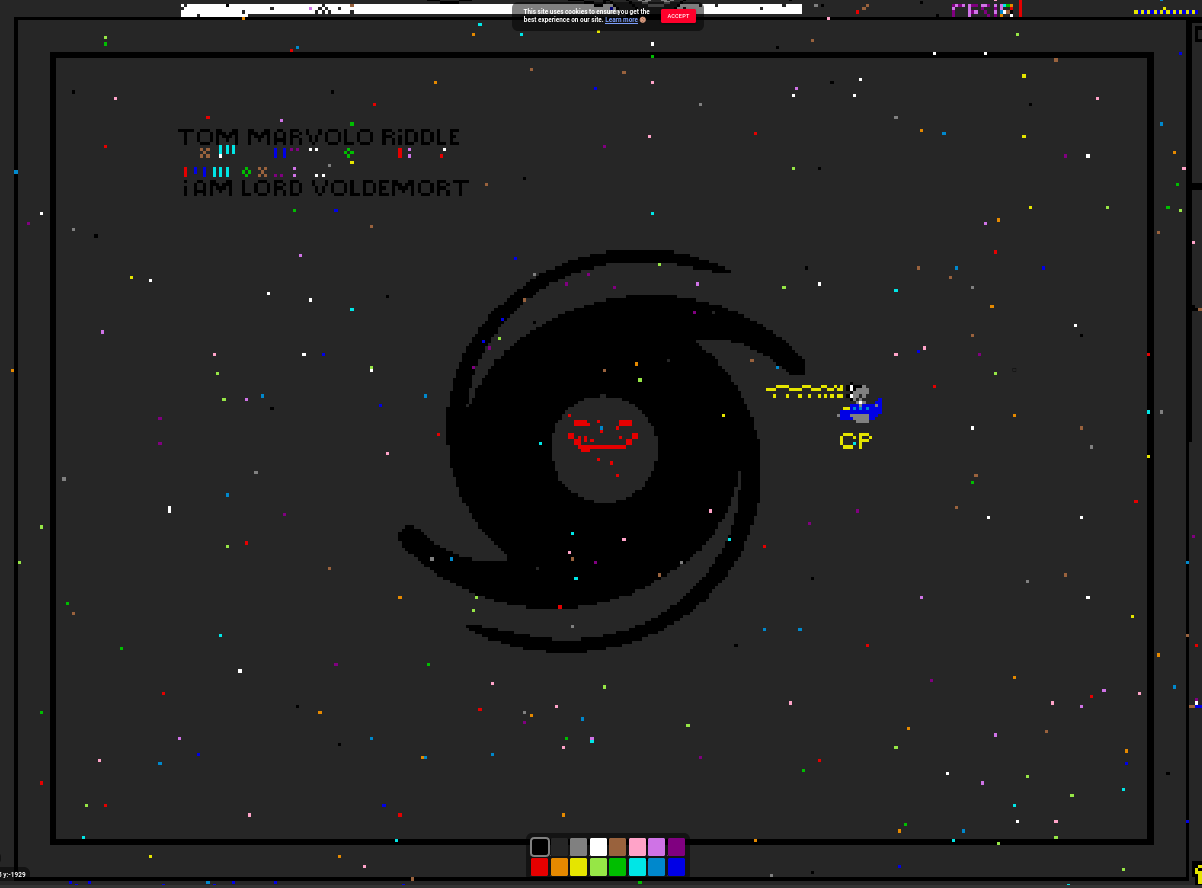 This site uses cookies to ensure you get the
best experience on our site. Learn more
ACCEPT
TOM MARVOLO RiDDLE
i AM LORD VOLDEMORT
CP
y:-1929